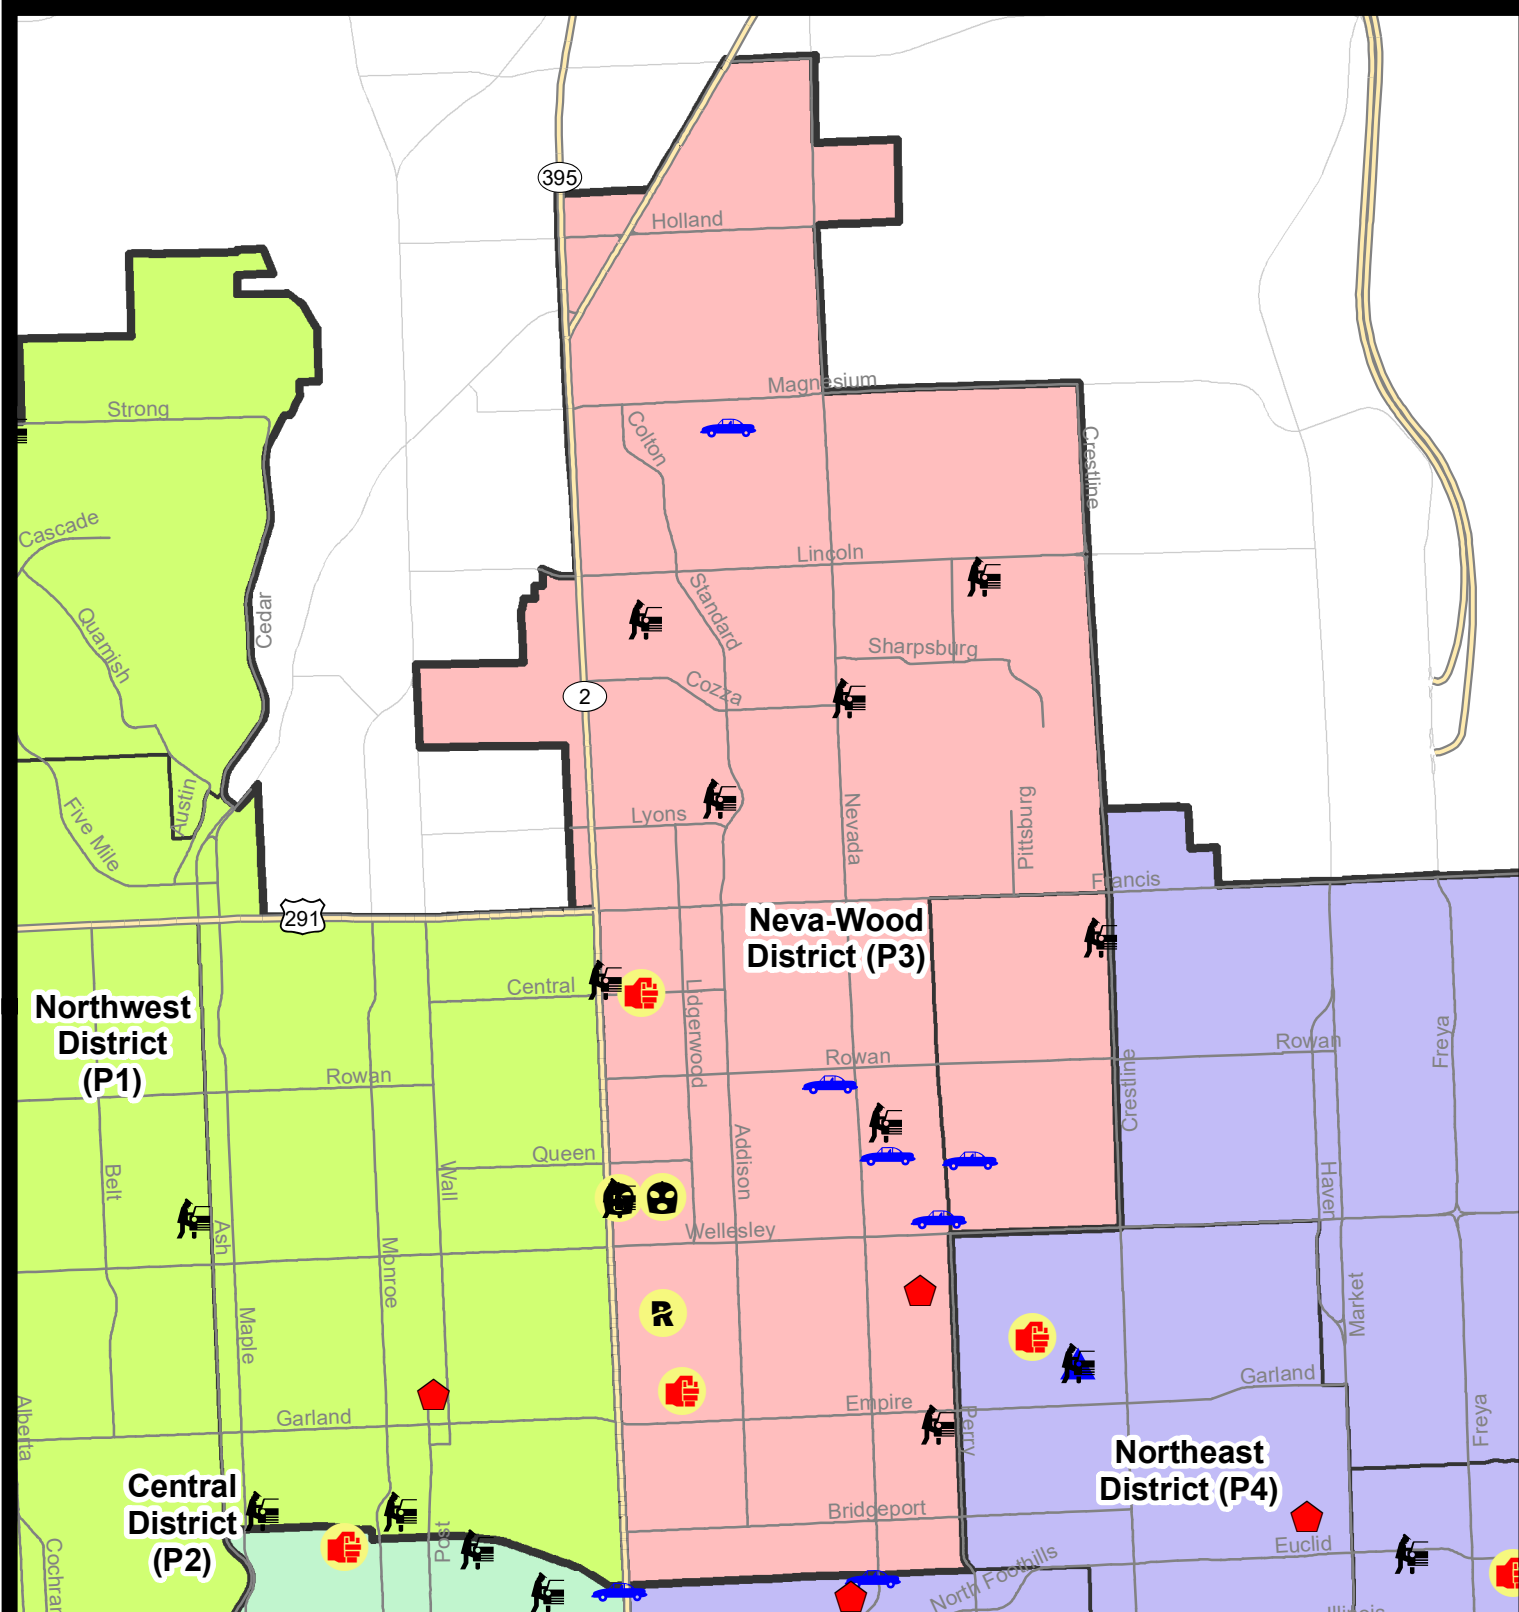 395
Holland
Magnesium
Strong
Colton
Crestline
Cascade
Lincoln
Quamish
Cedar
Standard
Sharpsburg
Cozza
2
Five Mile
Austin
Lyons
Nevada
Pittsburg
Francis
291
Neva-Wood
District (P3)
Central
Lidgerwood
Northwest
District
(P1)
Rowan
Rowan
Rowan
Freya
Crestline
Queen
Addison
Belt
Wall
Haven
Ash
Wellesley
Monroe
Maple
Market
R
Garland
Empire
Garland
Alberta
Perry
Freya
Northeast
District (P4)
Central
District
(P2)
Bridgeport
Post
Euclid
North Foothills